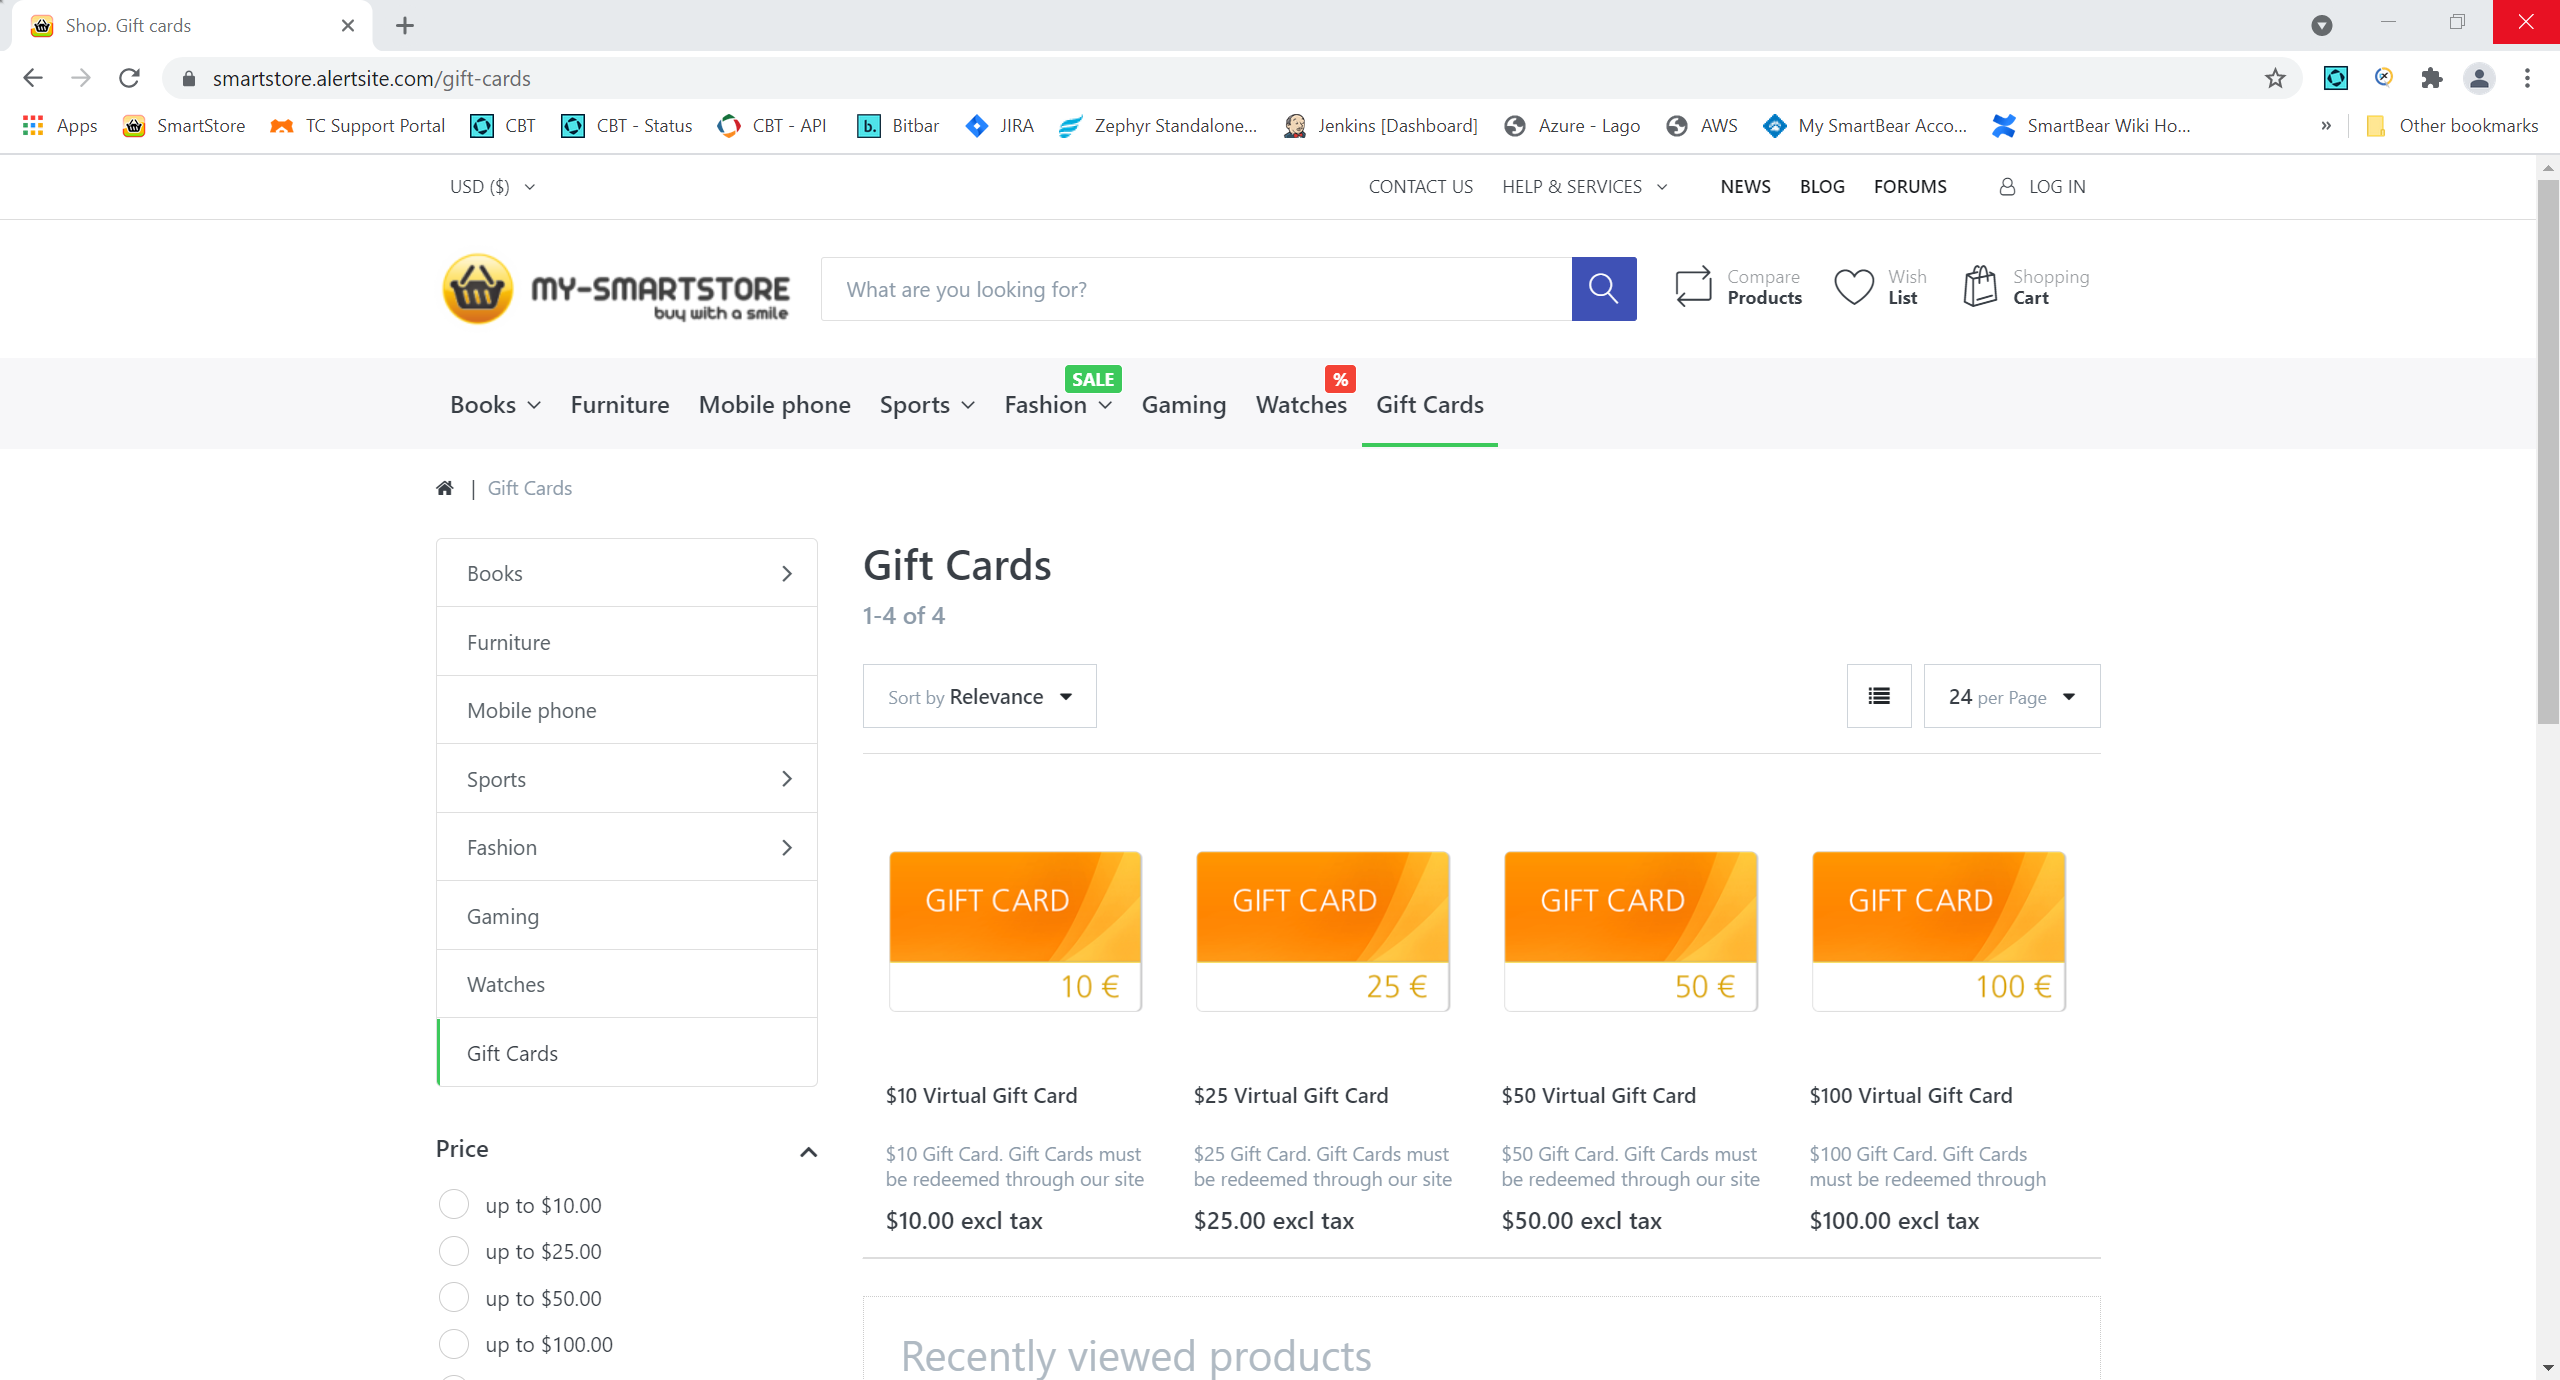 Shop. Gift cards
smartstore.alertsite.com/gift-cards
Apps SmartStore TC Support Portal CBT CBT - Status CBT - API b. Bitbar JIRA Zephyr Standalone... Jenkins [Dashboard] Azure - Lago AWS My SmartBear Acco... SmartBear Wiki Ho... » Other bookmarks
USD ($) CONTACT US HELP & SERVICES NEWS BLOG FORUMS LOG IN
MY-SMARTSTORE
buy with a smile
What are you looking for?
Compare
Products
Wish
List
Shopping
Cart
SALE %
Books Furniture Mobile phone Sports Fashion Gaming Watches Gift Cards
| Gift Cards
Books
Furniture
Mobile phone
Sports
Fashion
Gaming
Watches
Gift Cards
Price
up to $10.00
up to $25.00
up to $50.00
up to $100.00
Gift Cards
1-4 of 4
Sort by Relevance
24 per Page
GIFT CARD
10 €
$10 Virtual Gift Card
$10 Gift Card. Gift Cards must
be redeemed through our site
$10.00 excl tax
GIFT CARD
25 €
$25 Virtual Gift Card
$25 Gift Card. Gift Cards must
be redeemed through our site
$25.00 excl tax
GIFT CARD
50 €
$50 Virtual Gift Card
$50 Gift Card. Gift Cards must
be redeemed through our site
$50.00 excl tax
GIFT CARD
100 €
$100 Virtual Gift Card
$100 Gift Card. Gift Cards
must be redeemed through
$100.00 excl tax
Recently viewed products